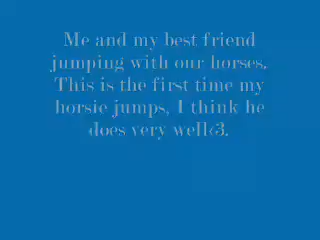 Me and my best friend
jumping with our horses.
This is the first time my
horsie jumps, I think he
does very well<3.